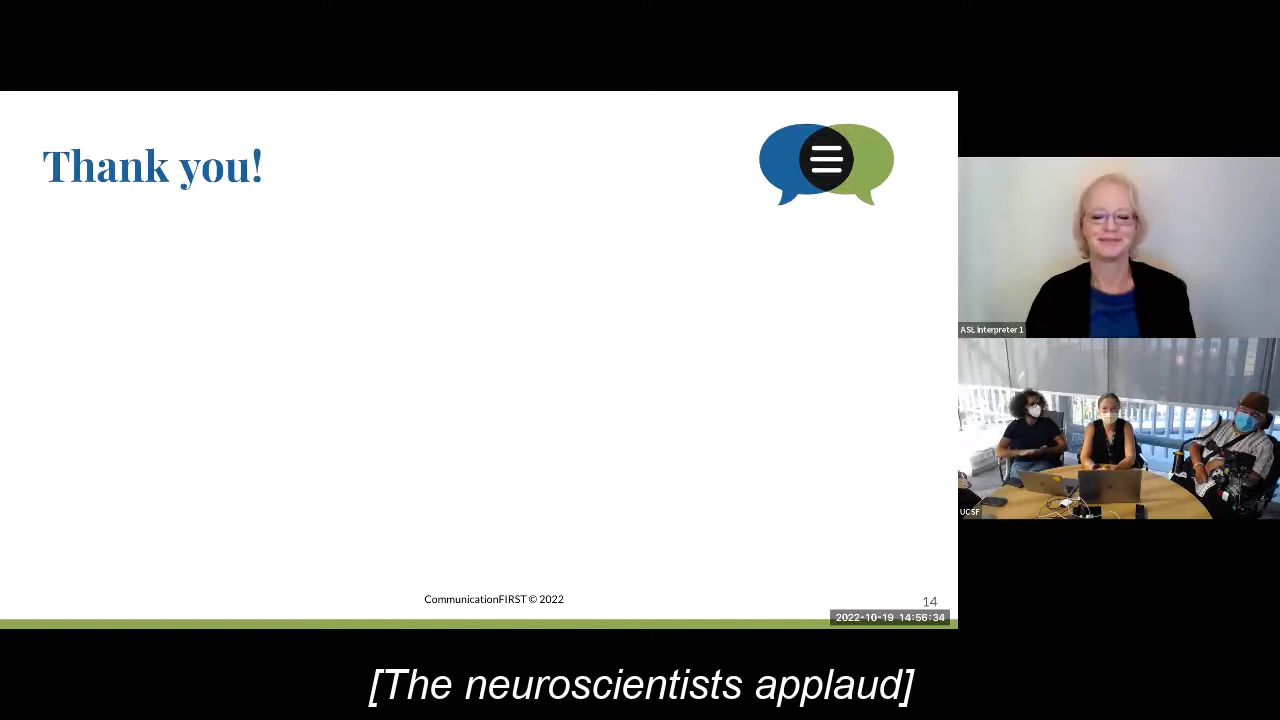 Thank you!
ASL Interpreter 1
UCSF
CommunicationFIRST © 2022
14
2022-10-19 14:56:34
[The neuroscientists applaud]